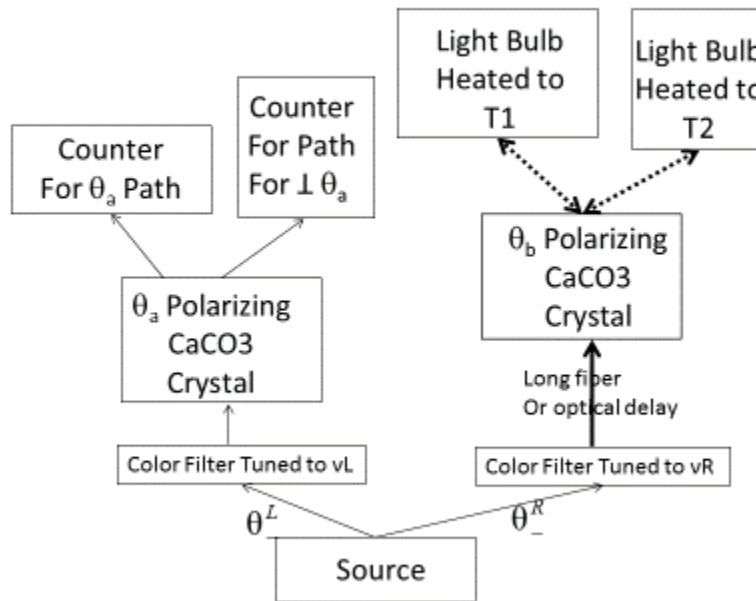 Light Bulb
Heated to
T1
Light Bulb
Heated to
T2
Counter
For Path
For ⊥ θa
Counter
For θa Path
θb Polarizing
CaCO3
Crystal
θa Polarizing
CaCO3
Crystal
Long fiber
Or optical delay
Color Filter Tuned to vL
Color Filter Tuned to vR
θ_^L
θ_^R
Source